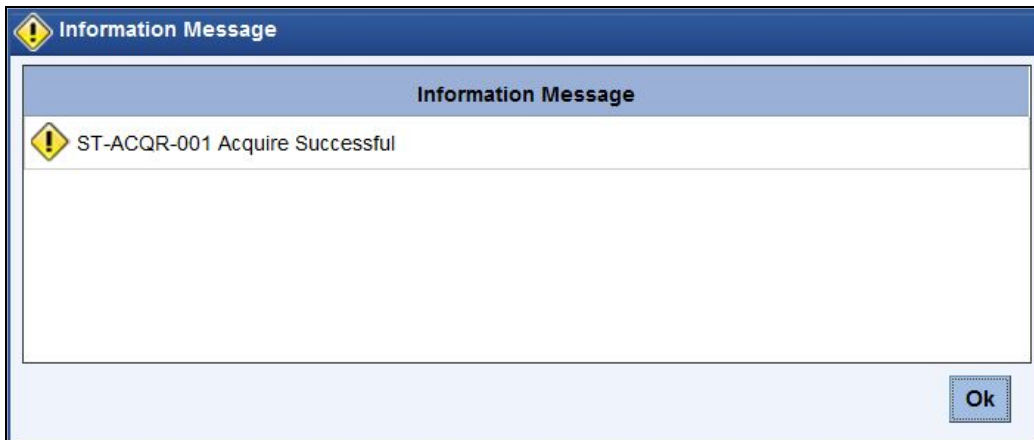 Information Message
Information Message
ST-ACQR-001 Acquire Successful
Ok